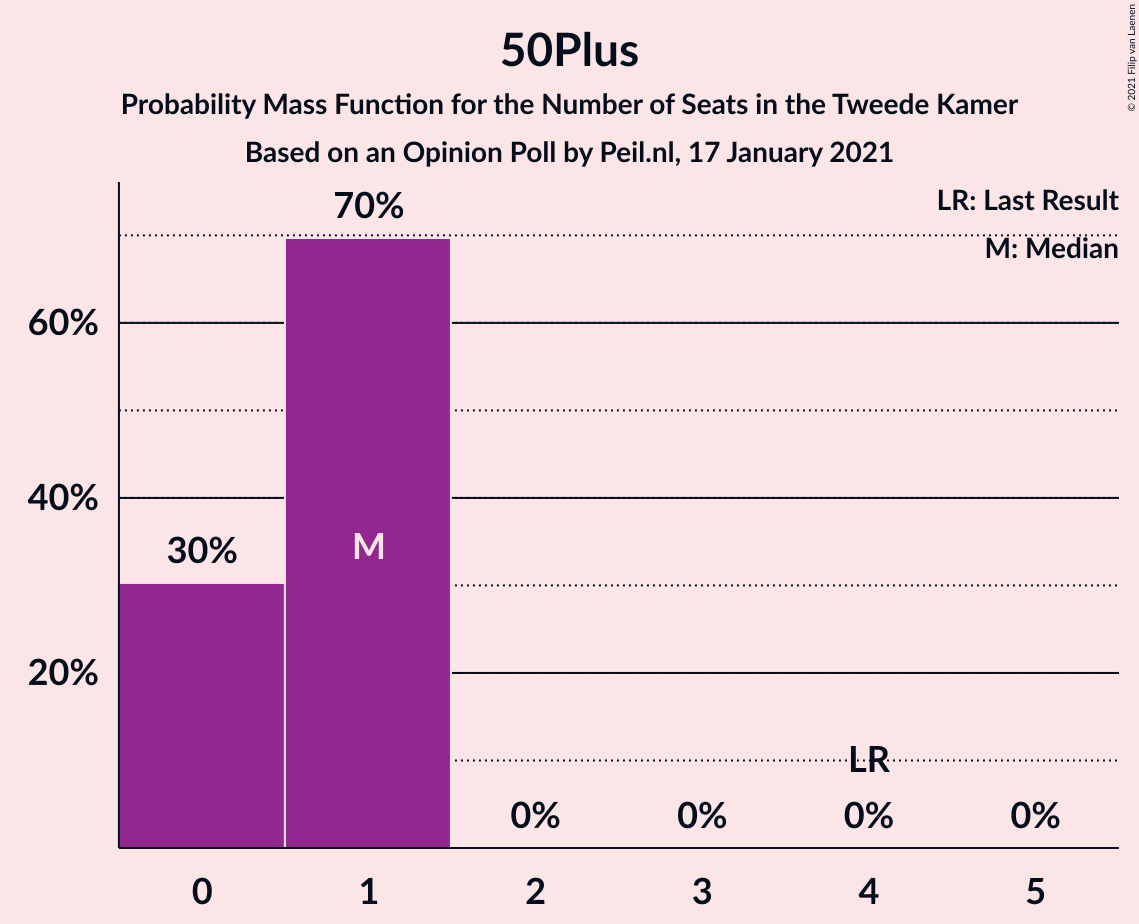 50Plus
Probability Mass Function for the Number of Seats in the Tweede Kamer
Based on an Opinion Poll by Peil.nl, 17 January 2021
© 2021 Filip van Laenen
LR: Last Result
M: Median
70%
60%
40%
30%
M
20%
LR
0% 0% 0% 0%
0 1 2 3 4 5